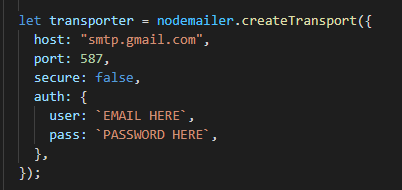 let transporter = nodemailer.createTransport({
host: "smtp.gmail.com",
port: 587,
secure: false,
auth: {
user: `EMAIL HERE`,
pass: `PASSWORD HERE`,
},
});